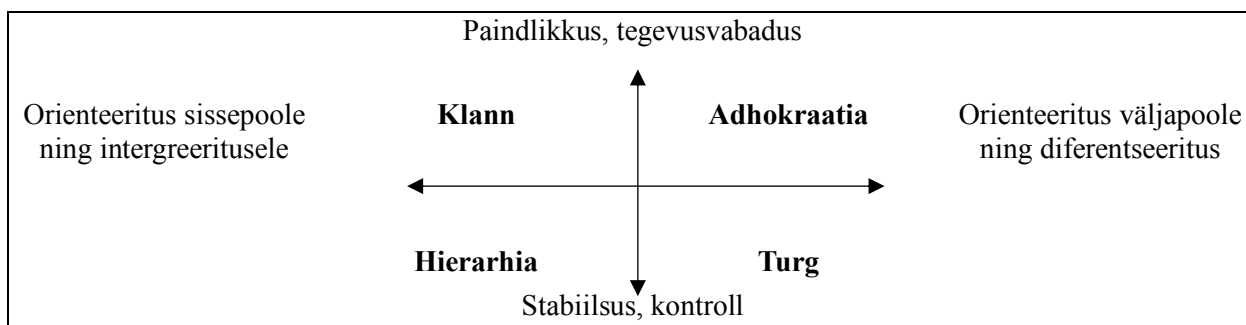 Paindlikkus, tegevusvabadus
Orienteeritus sissepoole
ning intergreeritusele
Klann
Adhokraatia
Orienteeritus väljapoole
ning diferentseeritus
Hierarhia
Turg
Stabiilsus, kontroll